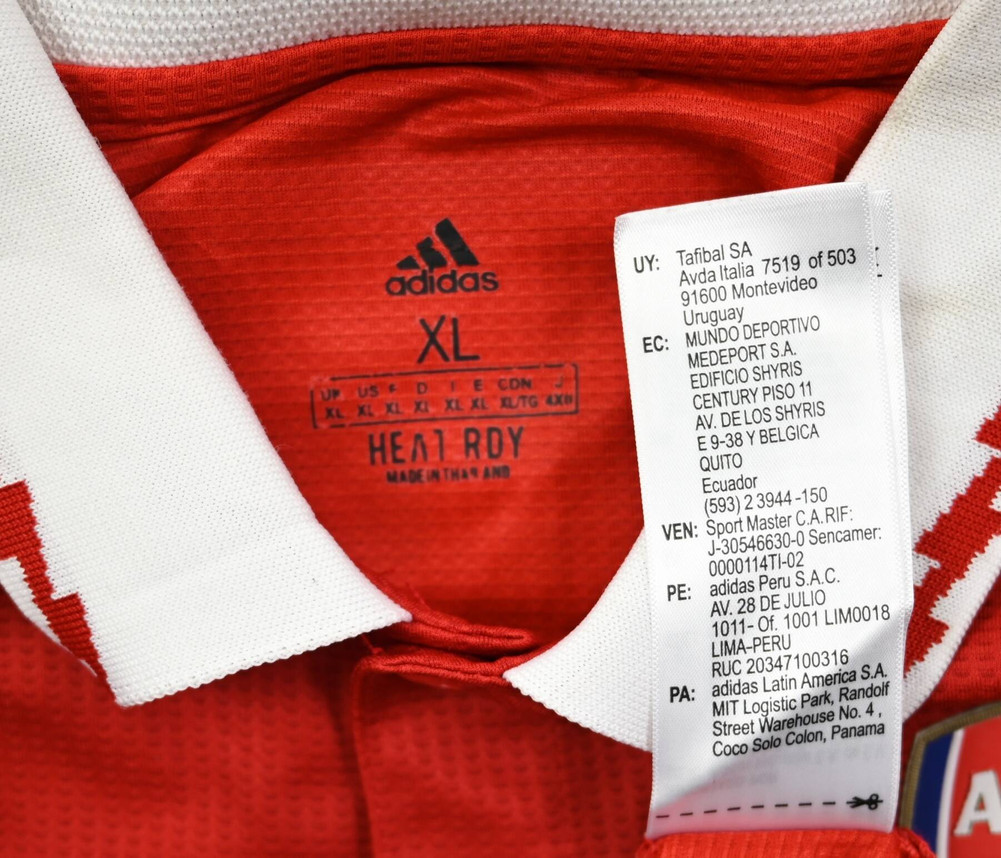 adidas
XL
UP US F D I E CDN J
XL XL XL XL XL XL XL/TG 4XB
HEAT RDY
MADE IN THAILAND
UY: Tafibal SA
Avda Italia 7519 of 503
91600 Montevideo
Uruguay
EC: MUNDO DEPORTIVO
MEDEPORT S.A.
EDIFICIO SHYRIS
CENTURY PISO 11
AV. DE LOS SHYRIS
E 9-38 Y BELGICA
QUITO
Ecuador
(593) 2 3944-150
VEN: Sport Master C.A. RIF:
J-30546630-0 Sencamer:
0000114TI-02
PE: adidas Peru S.A.C.
AV. 28 DE JULIO
1011- Of. 1001 LIM0018
LIMA-PERU
RUC 20347100316
PA: adidas Latin America S.A.
MIT Logistic Park, Randolf
Street Warehouse No. 4 ,
Coco Solo Colon, Panama
A